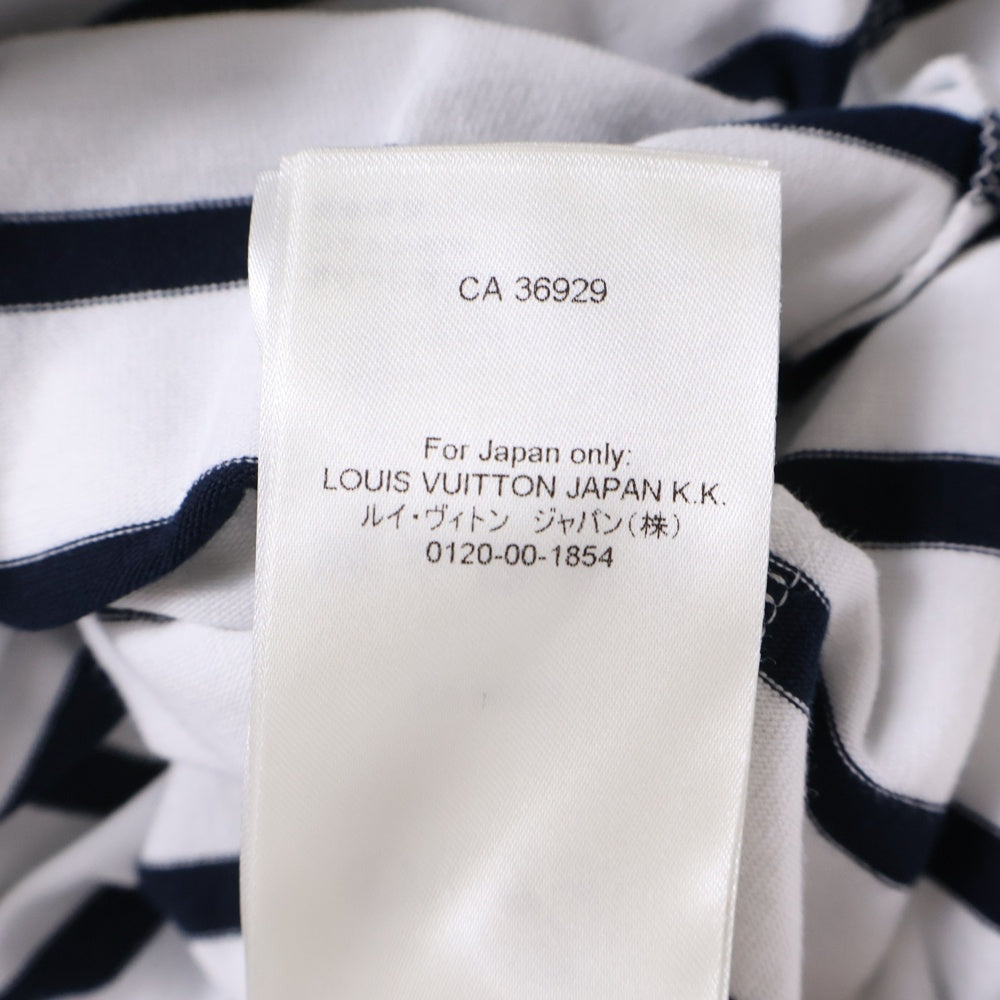 CA 36929
For Japan only:
LOUIS VUITTON JAPAN K.K.
ルイ・ヴィトン ジャパン(株)
0120-00-1854